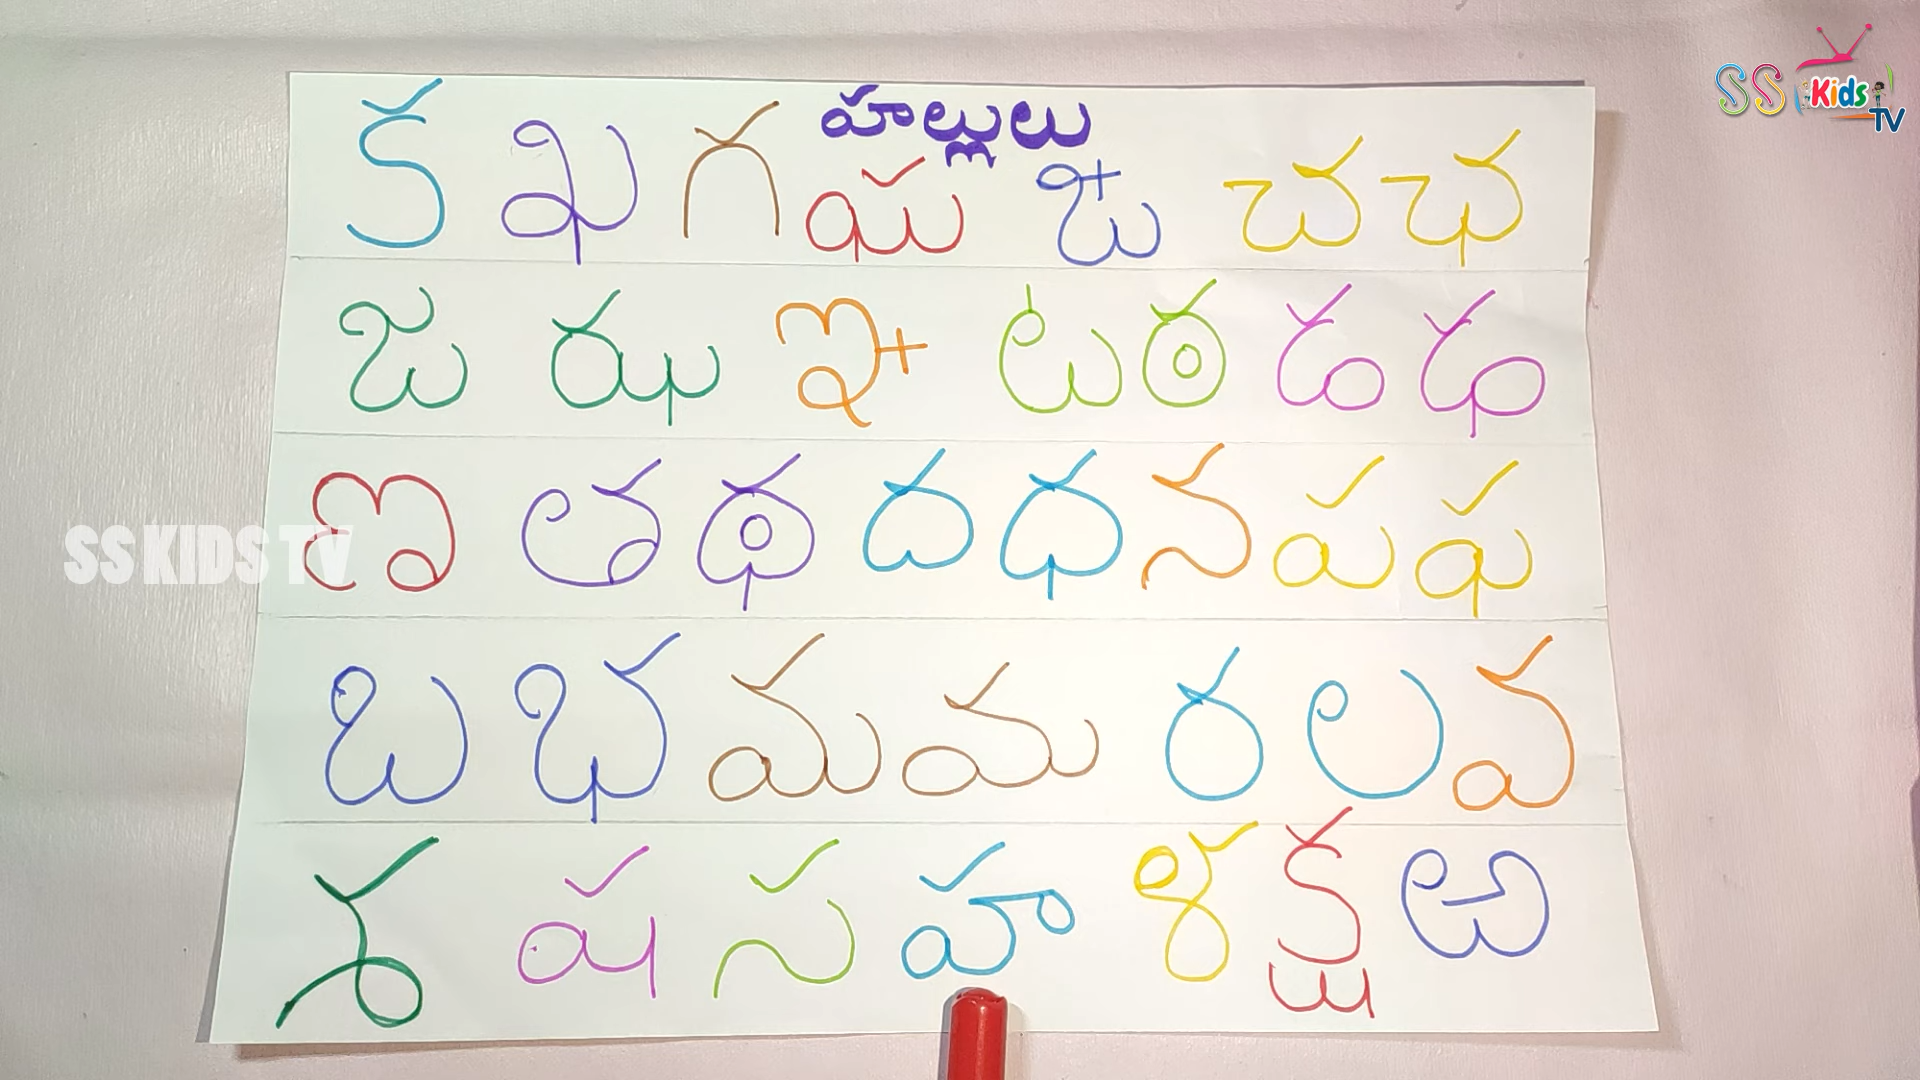 హల్లులు
SS Kids TV
క ఖ గ ఘ ఙ చ ఛ
జ ఝ ఞ ట ఠ డ ఢ
ణ త థ ద ధ న ప ఫ
బ భ మ మ ర ల వ
శ ష స హ ళ క్ష ఱ
SS KIDS TV